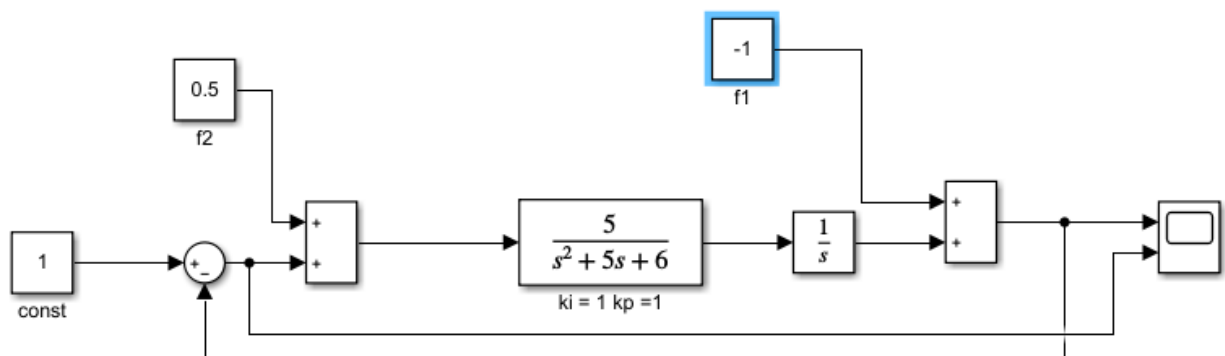 -1
f1
0.5
f2
1
const
+
−
+
+
5
s² + 5s + 6
ki = 1 kp =1
1
s
+
+